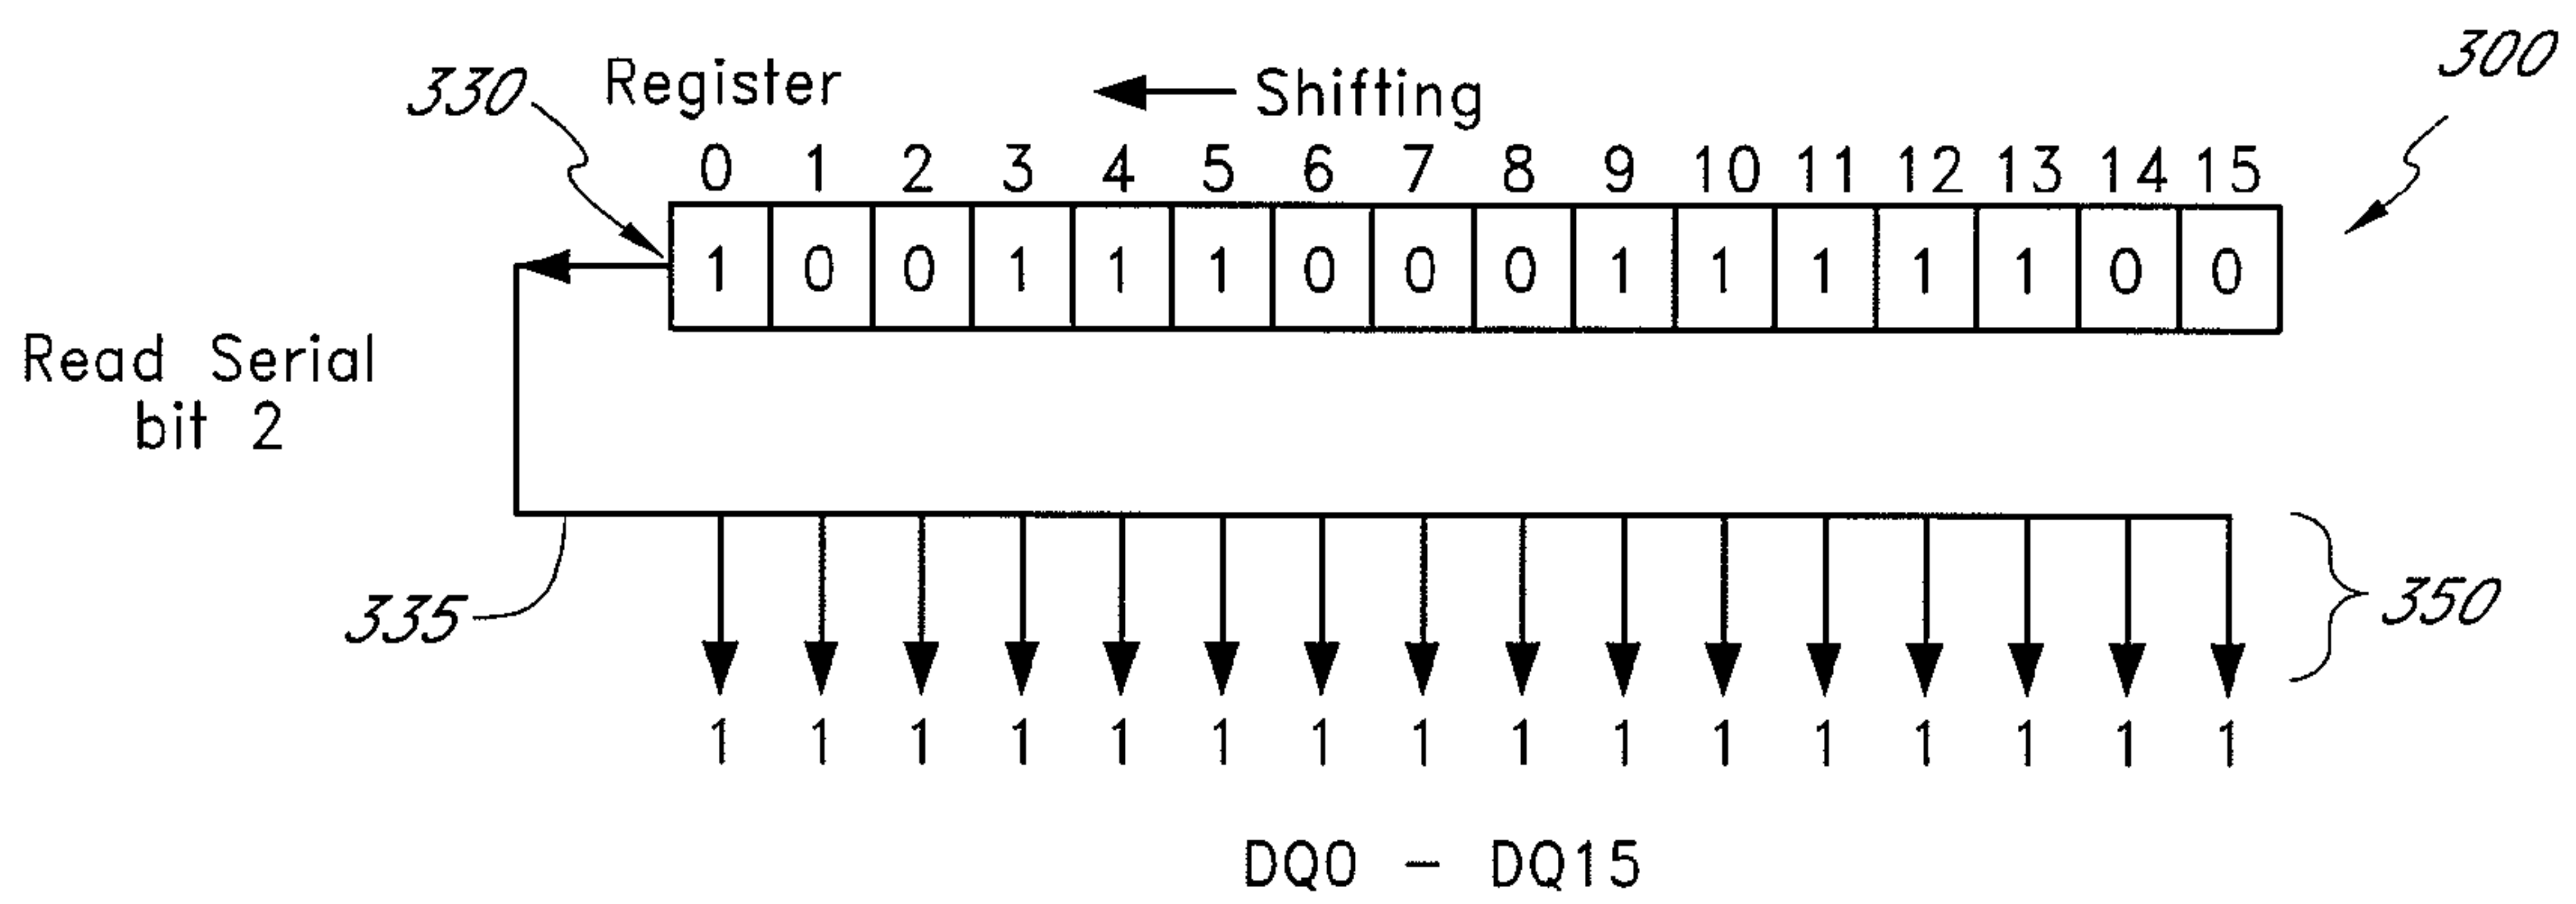 300
330 Register Shifting
0 1 2 3 4 5 6 7 8 9 10 11 12 13 14 15
1 0 0 1 1 1 0 0 0 1 1 1 1 1 0 0
Read Serial
bit 2
335 350
1 1 1 1 1 1 1 1 1 1 1 1 1 1 1 1
DQ0 - DQ15